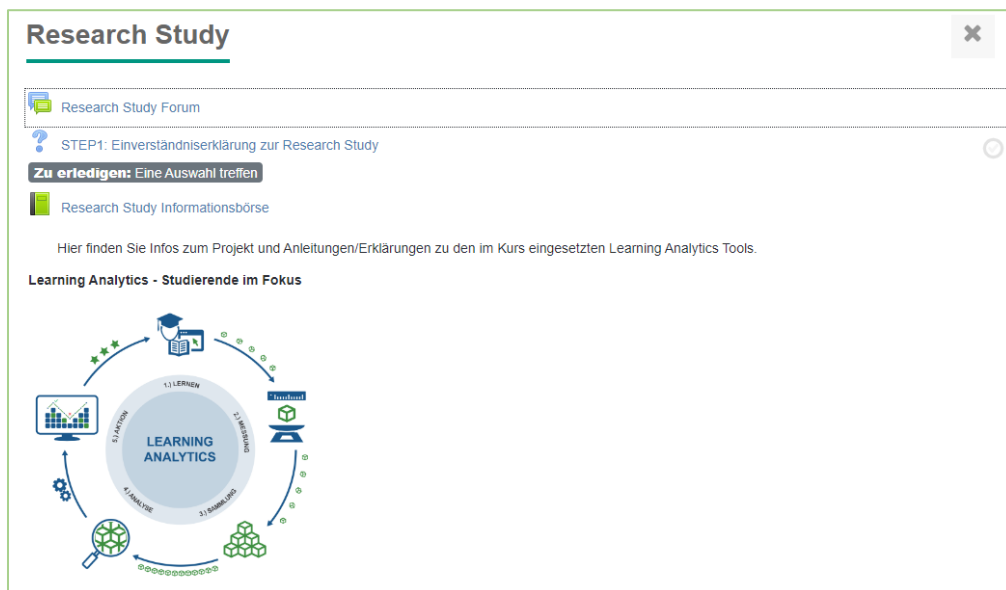 Research Study
Research Study Forum
STEP1: Einverständniserklärung zur Research Study
Zu erledigen: Eine Auswahl treffen
Research Study Informationsbörse
Hier finden Sie Infos zum Projekt und Anleitungen/Erklärungen zu den im Kurs eingesetzten Learning Analytics Tools.
Learning Analytics - Studierende im Fokus
1.) LERNEN
2.) MESSUNG
3.) SAMMLUNG
4.) ANALYSE
5.) AKTION
LEARNING
ANALYTICS